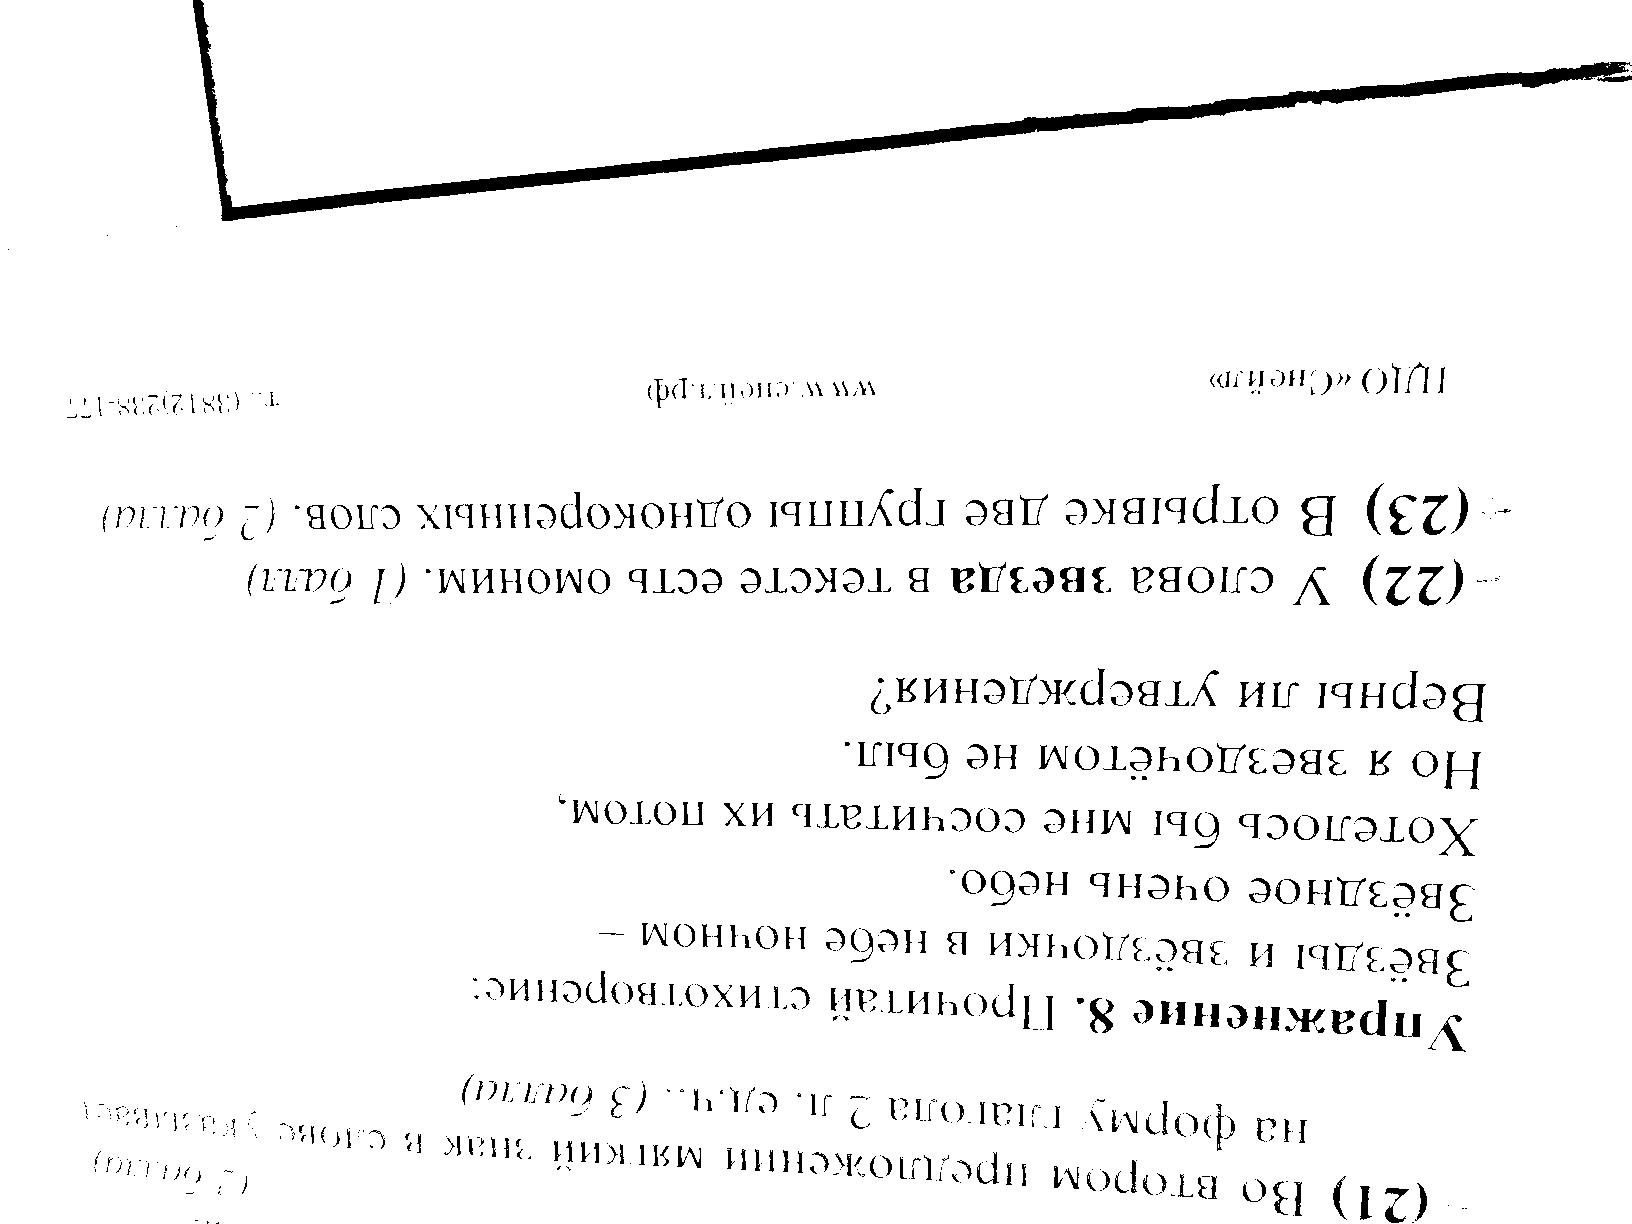 (2 балла)
(21) Во втором предложении мягкий знак в слове указывает
на форму глагола 2 л. ед.ч.. (3 балла)
Упражнение 8. Прочитай стихотворение:
Звёзды и звёздочки в небе ночном –
Звёздное очень небо.
Хотелось бы мне сосчитать их потом,
Но я звездочётом не был.
Верны ли утверждения?
(22) У слова звезда в тексте есть омоним. (1 балл)
(23) В отрывке две группы однокоренных слов. (2 балла)
ЦДО «Снейл» www.снейл.рф т.. (3812)238-177